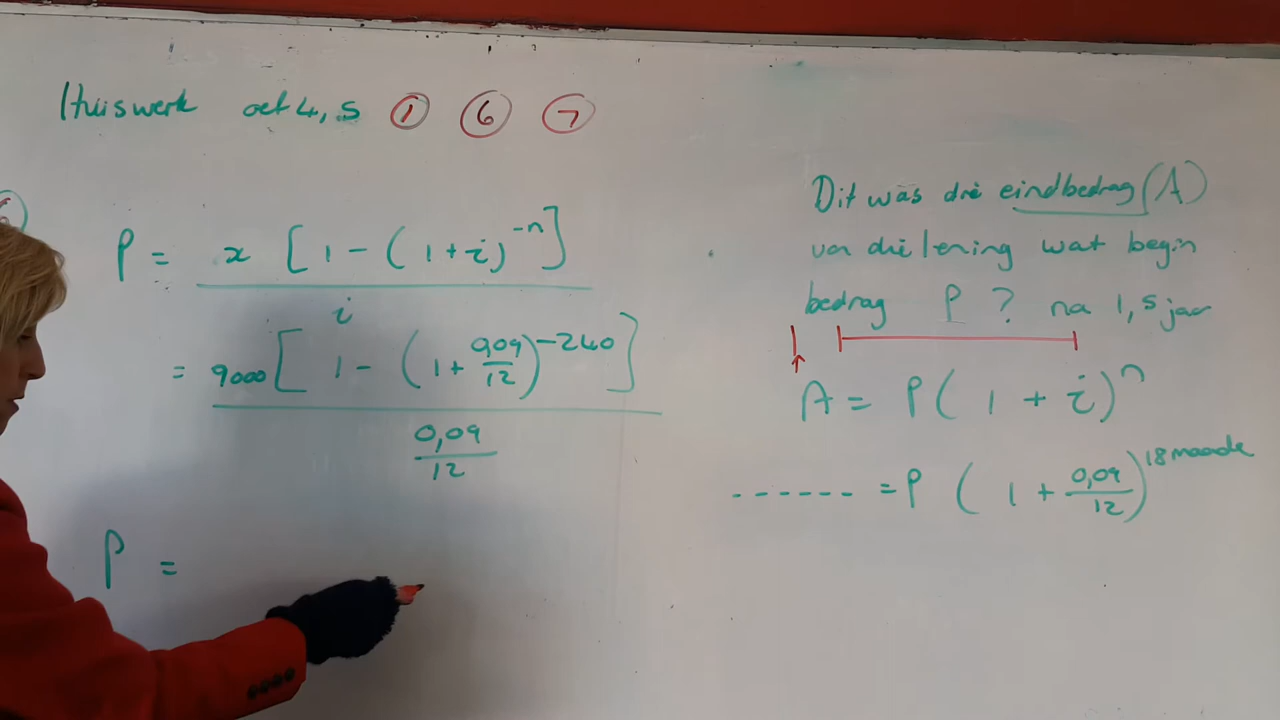 Huiswerk oef 4,5 ① ⑥ ⑦
P = x [ 1 - ( 1 + i )^-n ]
i
= 9000 [ 1 - ( 1 + 0,09/12 )^-240 ]
0,09/12
P =
Dit was die eindbedrag (A)
van die lening wat begin
bedrag P ? na 1,5 jaar
A = P ( 1 + i )^n
------ = P ( 1 + 0,09/12 )^18 maande